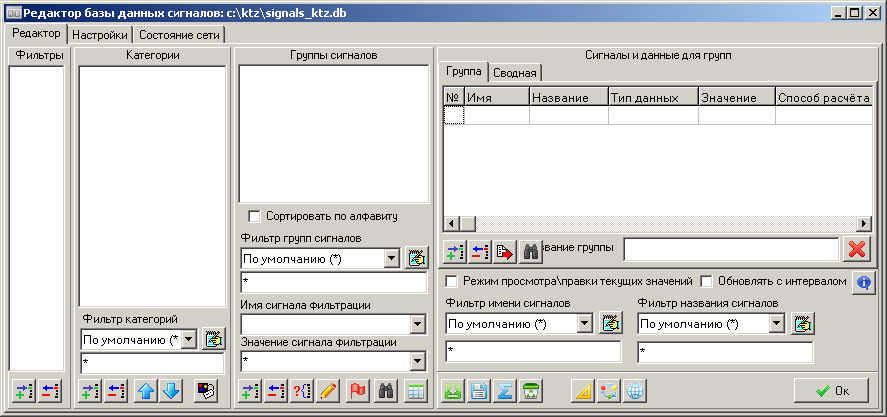 Редактор базы данных сигналов: c:\ktz\signals_ktz.db
Редактор Настройки Состояние сети
Фильтры
Категории
Фильтр категорий
По умолчанию (*
*
Группы сигналов
Сортировать по алфавиту
Фильтр групп сигналов
По умолчанию (*)
*
Имя сигнала фильтрации
Значение сигнала фильтрации
*
Сигналы и данные для групп
Группа Сводная
№ Имя Название Тип данных Значение Способ расчёта
звание группы
Режим просмотра\правки текущих значений Обновлять с интервалом
Фильтр имени сигналов Фильтр названия сигналов
По умолчанию (*) По умолчанию (*)
* *
Ок